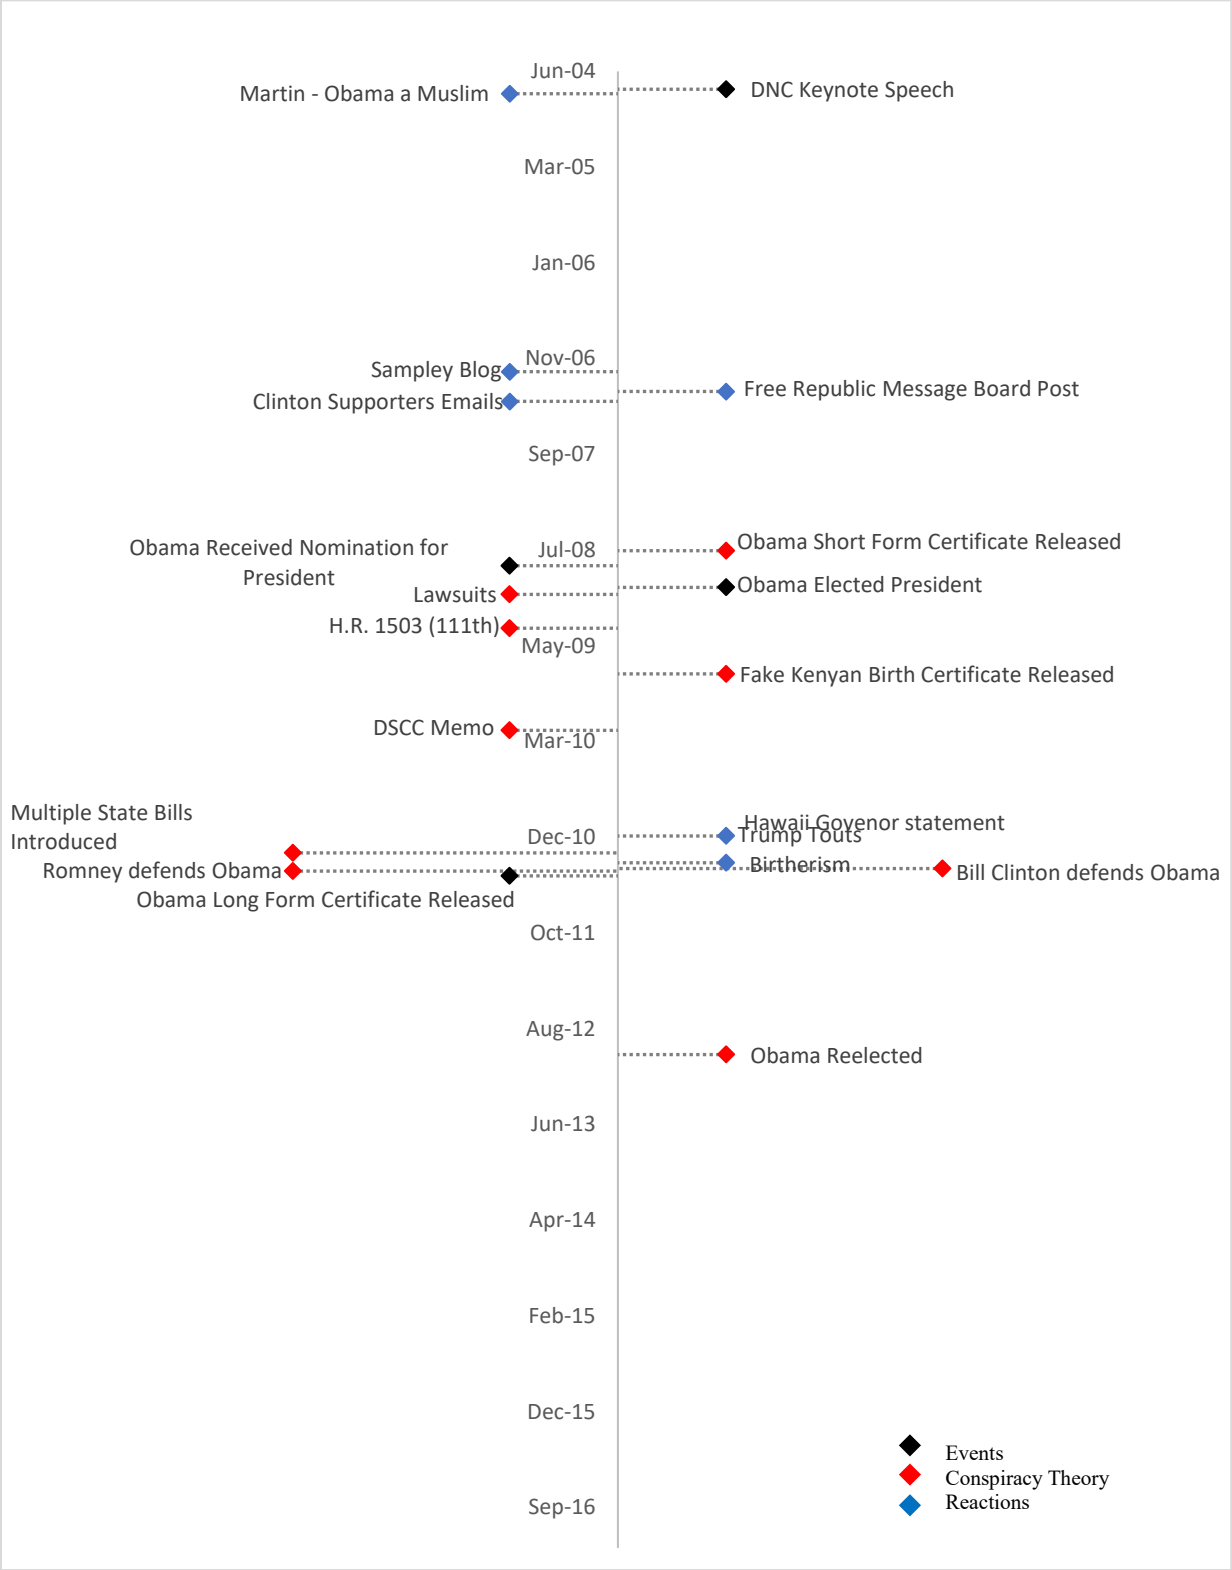 Jun-04
Martin - Obama a Muslim
DNC Keynote Speech
Mar-05
Jan-06
Nov-06
Sampley Blog
Free Republic Message Board Post
Clinton Supporters Emails
Sep-07
Obama Received Nomination for
President
Jul-08
Obama Short Form Certificate Released
Obama Elected President
Lawsuits
H.R. 1503 (111th)
May-09
Fake Kenyan Birth Certificate Released
DSCC Memo
Mar-10
Multiple State Bills
Introduced
Dec-10
Hawaii Govenor statement
Trump Touts
Birtherism
Romney defends Obama
Bill Clinton defends Obama
Obama Long Form Certificate Released
Oct-11
Aug-12
Obama Reelected
Jun-13
Apr-14
Feb-15
Dec-15
Sep-16
Events
Conspiracy Theory
Reactions